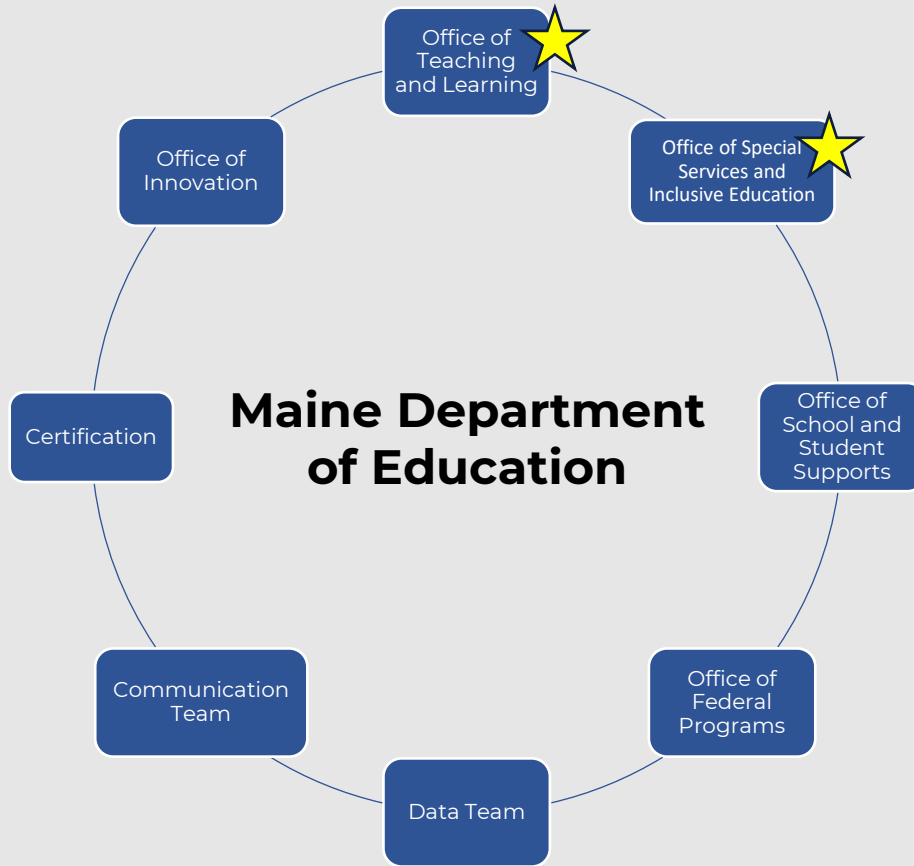 Office of
Teaching
and Learning
Office of Special
Services and
Inclusive Education
Office of
School and
Student
Supports
Office of
Federal
Programs
Data Team
Communication
Team
Certification
Office of
Innovation
Maine Department
of Education